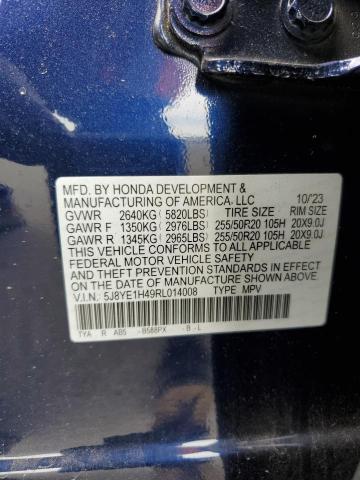 MFD. BY HONDA DEVELOPMENT &
MANUFACTURING OF AMERICA, LLC 10/'23
GVWR 2640KG (5820LBS) TIRE SIZE RIM SIZE
GAWR F 1350KG (2976LBS) 255/50R20 105H 20X9.0J
GAWR R 1345KG (2965LBS) 255/50R20 105H 20X9.0J
THIS VEHICLE CONFORMS TO ALL APPLICABLE
FEDERAL MOTOR VEHICLE SAFETY
AND THEFT PREVENTION STANDARDS IN EFFECT
ON THE DATE OF MANUFACTURE SHOWN ABOVE.
V.I.N.: 5J8YE1H49RL014008 TYPE: MPV
TYA R AB5 -B588PX B -L